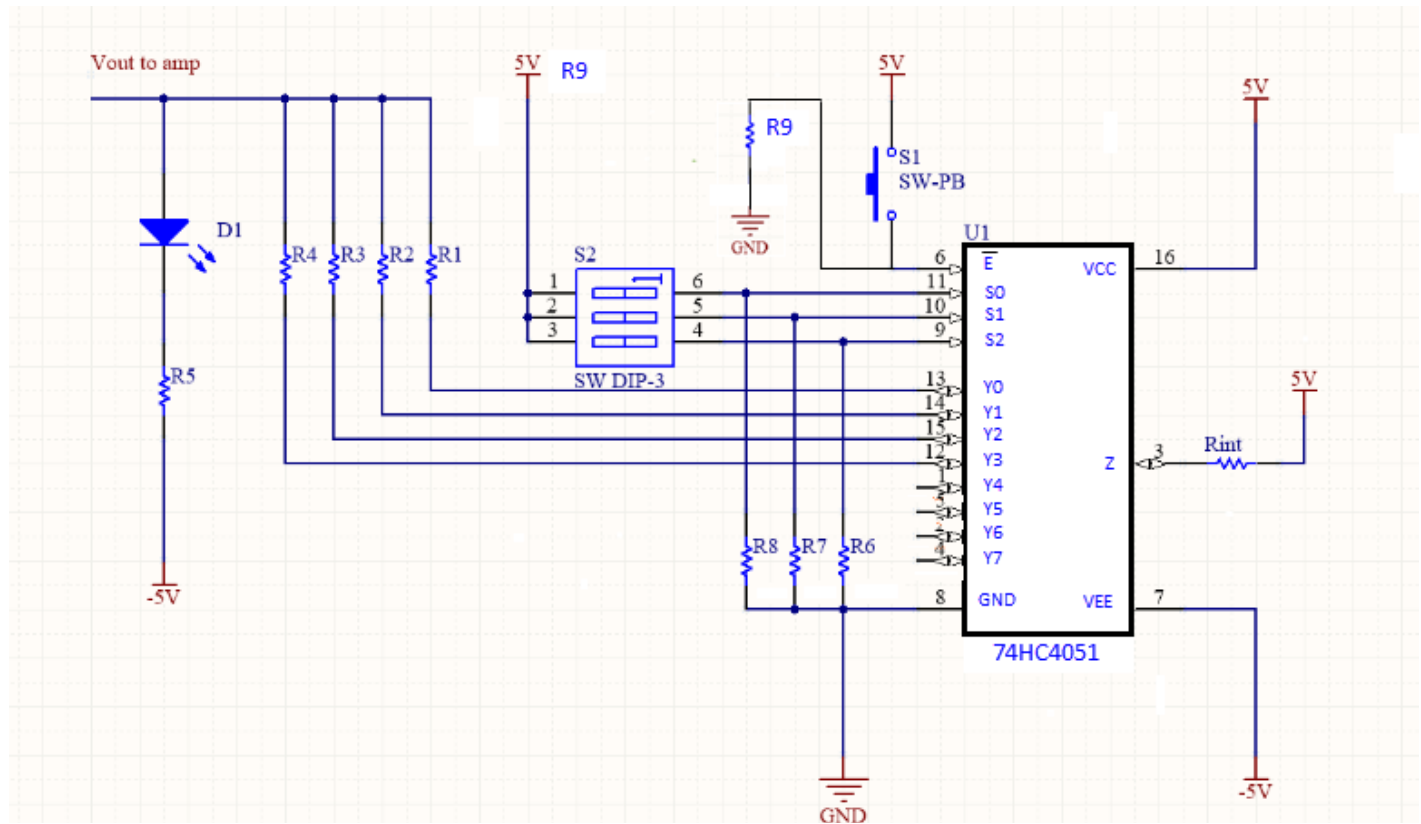 Vout to amp
5V
R9
5V
5V
R9
S1
SW-PB
GND
D1
R4
R3
R2
R1
S2
1
6
2
5
3
4
SW DIP-3
U1
6
E
VCC
16
11
S0
10
S1
9
S2
13
Y0
14
Y1
15
Y2
12
Y3
Z
3
Rint
5V
1
Y4
Y5
Y6
4
Y7
R5
R8
R7
R6
8
GND
VEE
7
-5V
74HC4051
GND
-5V